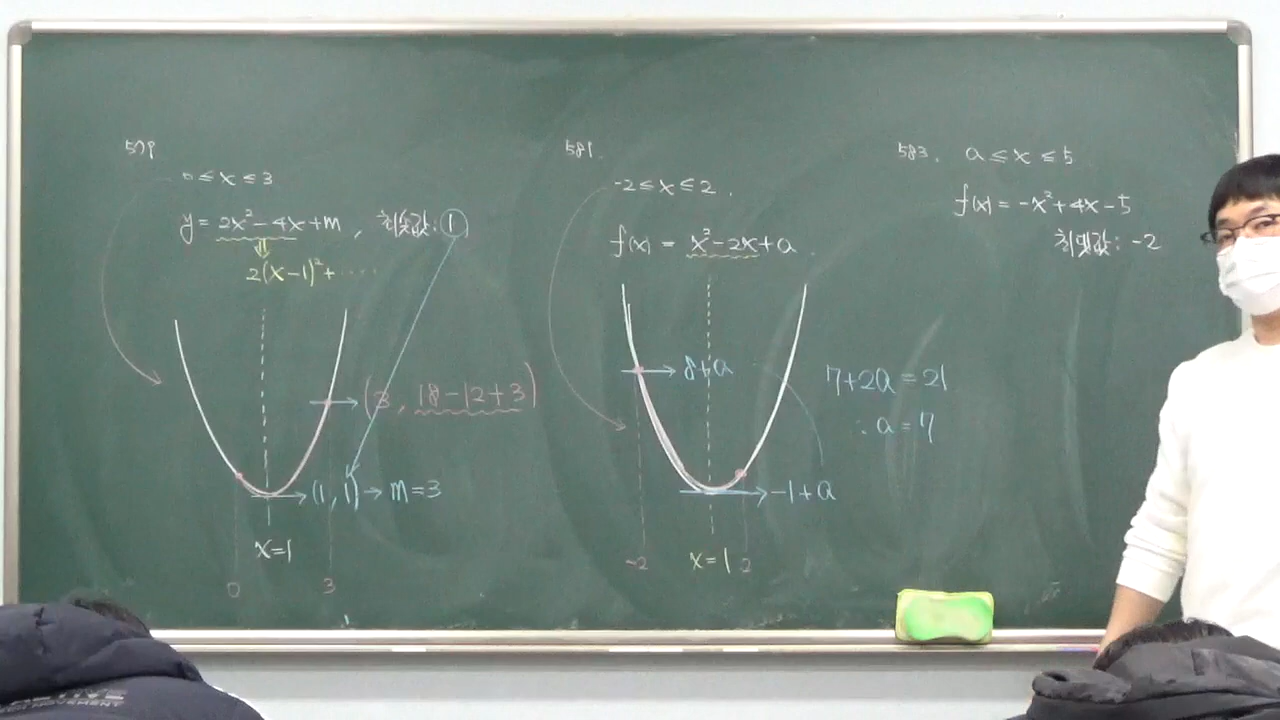 579
0≤x≤3
y=2x²-4x+m, 최솟값:①
2(x-1)²+....
(3, 18-12+3)
(1, 1)→m=3
x=1
0
3
581.
-2≤x≤2.
f(x)=x²-2x+a.
8+a
7+2a=21
∴a=7
-1+a
-2
x=1
2
583. a≤x≤5
f(x)=-x²+4x-5
최댓값: -2
MOVEMENT